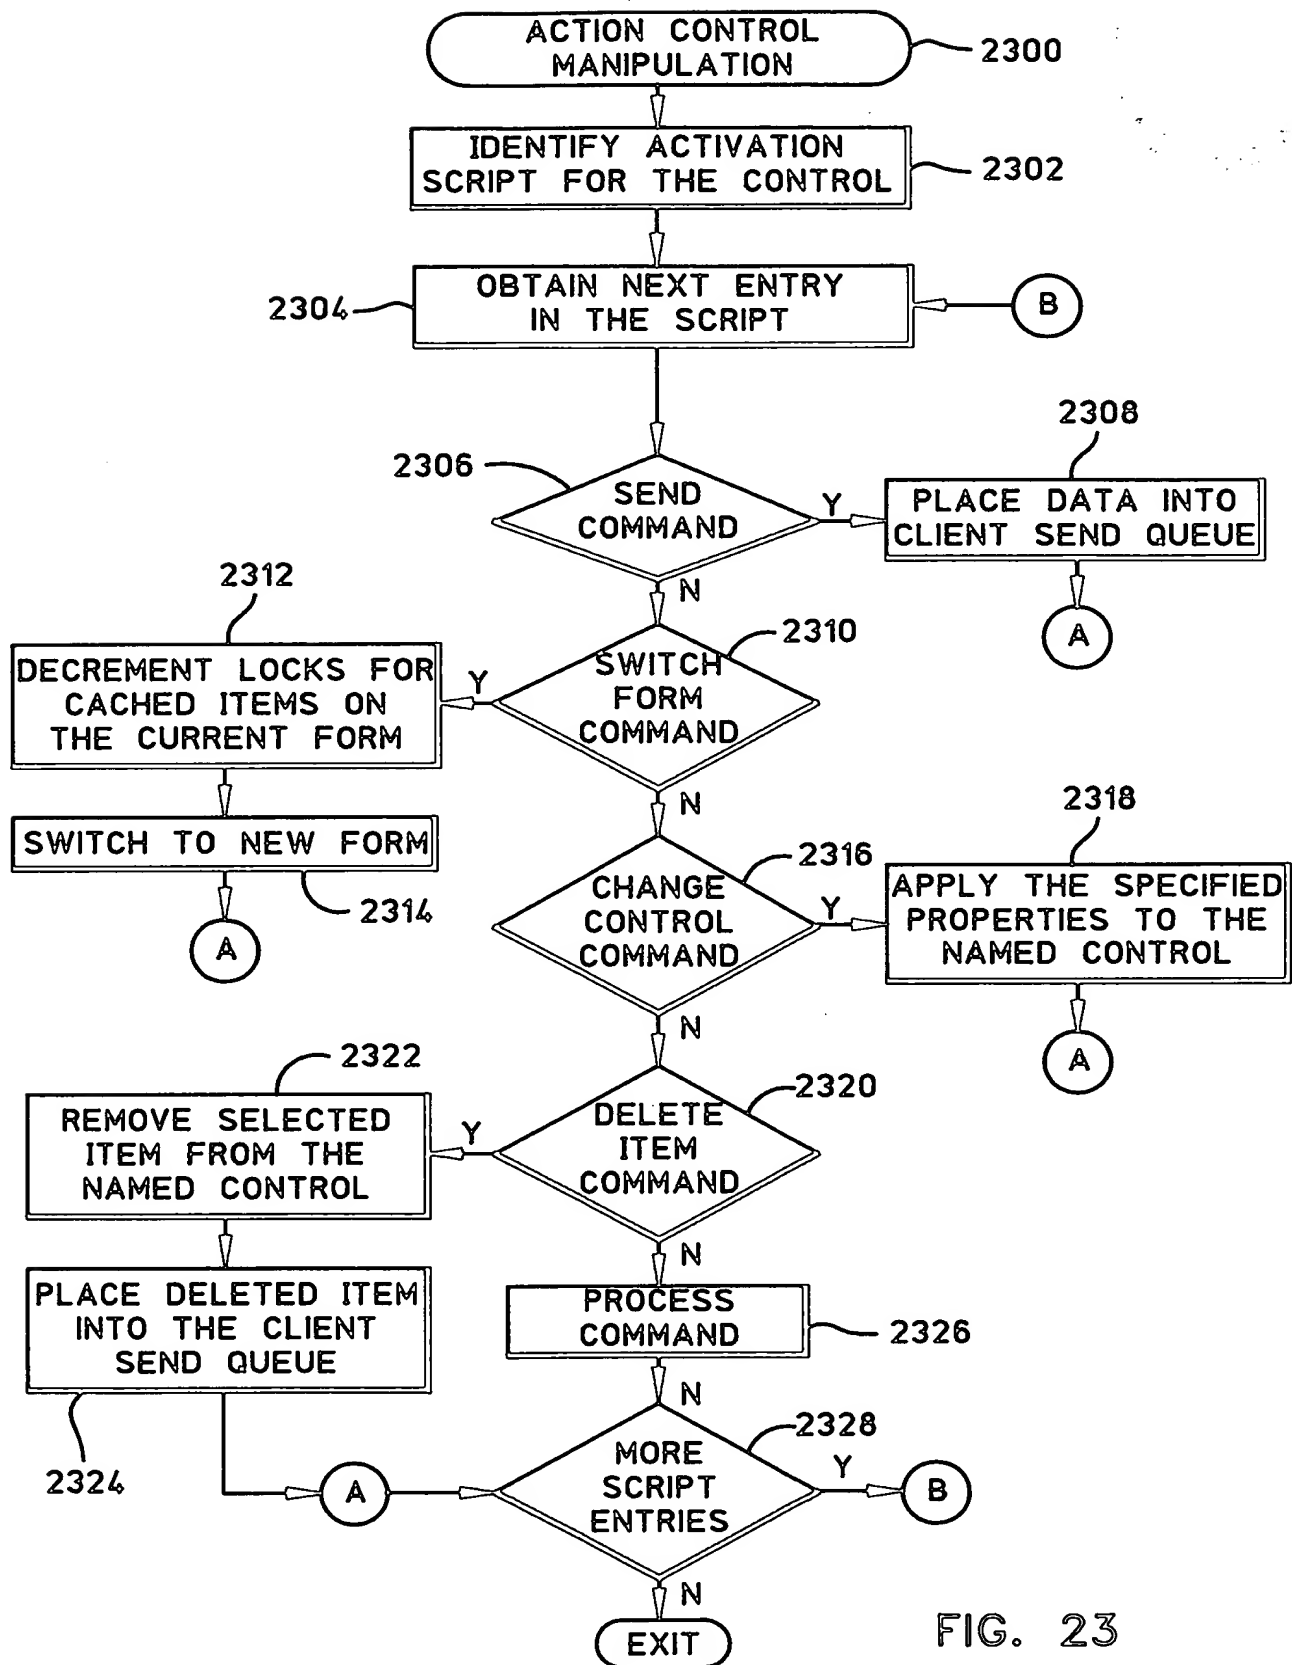 ACTION CONTROL
MANIPULATION
2300
IDENTIFY ACTIVATION
SCRIPT FOR THE CONTROL
2302
OBTAIN NEXT ENTRY
IN THE SCRIPT
2304
B
2306
SEND
COMMAND
Y
2308
PLACE DATA INTO
CLIENT SEND QUEUE
A
N
2312
DECREMENT LOCKS FOR
CACHED ITEMS ON
THE CURRENT FORM
Y
2310
SWITCH
FORM
COMMAND
N
SWITCH TO NEW FORM
2314
A
2316
CHANGE
CONTROL
COMMAND
Y
2318
APPLY THE SPECIFIED
PROPERTIES TO THE
NAMED CONTROL
A
N
2322
REMOVE SELECTED
ITEM FROM THE
NAMED CONTROL
Y
2320
DELETE
ITEM
COMMAND
N
PLACE DELETED ITEM
INTO THE CLIENT
SEND QUEUE
2324
PROCESS
COMMAND
2326
N
A
2328
MORE
SCRIPT
ENTRIES
Y
B
N
EXIT
FIG. 23